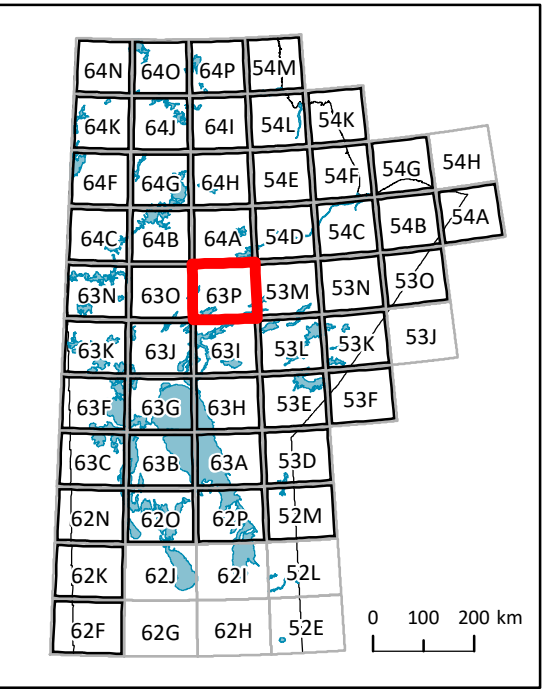 64N 64O 64P 54M
64K 64J 64I 54L 54K
64F 64G 64H 54E 54F 54G 54H
64C 64B 64A 54D 54C 54B 54A
63N 63O 63P 53M 53N 53O
63K 63J 63I 53L 53K 53J
63F 63G 63H 53E 53F
63C 63B 63A 53D
62N 62O 62P 52M
62K 62J 62I 52L
62F 62G 62H 52E
0 100 200 km